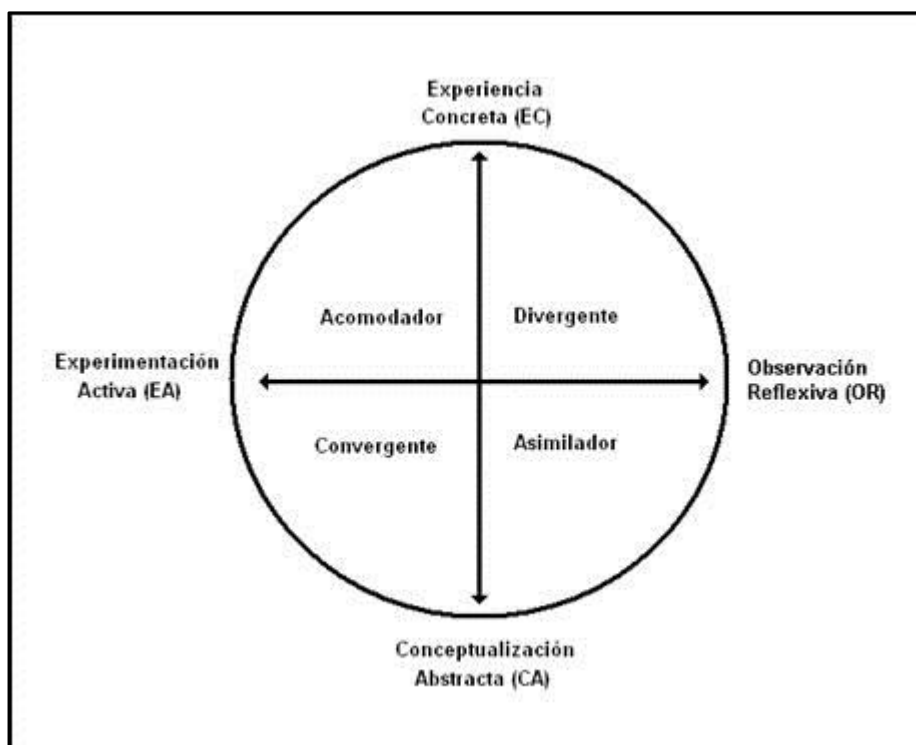 Experiencia
Concreta (EC)
Acomodador
Divergente
Experimentación
Activa (EA)
Observación
Reflexiva (OR)
Convergente
Asimilador
Conceptualización
Abstracta (CA)